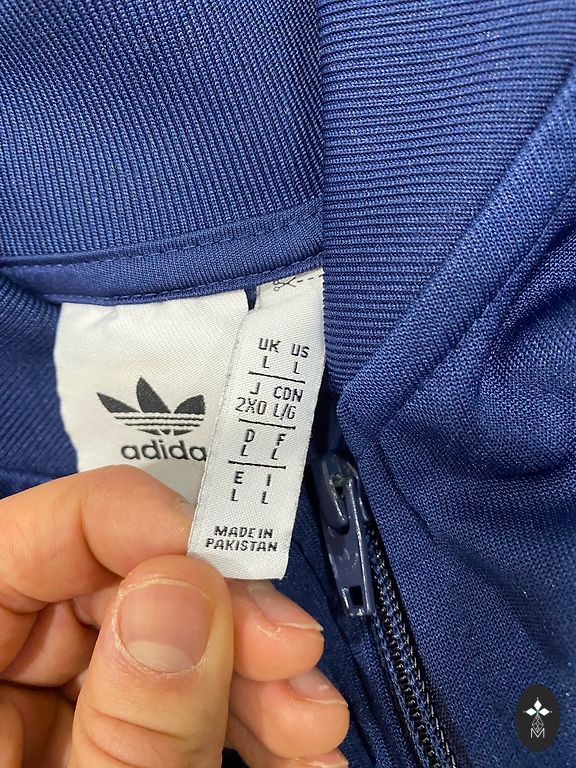 adidas
UK US
L L
J CDN
2XO L/G
D F
L L
E I
L L
MADE IN
PAKISTAN
M